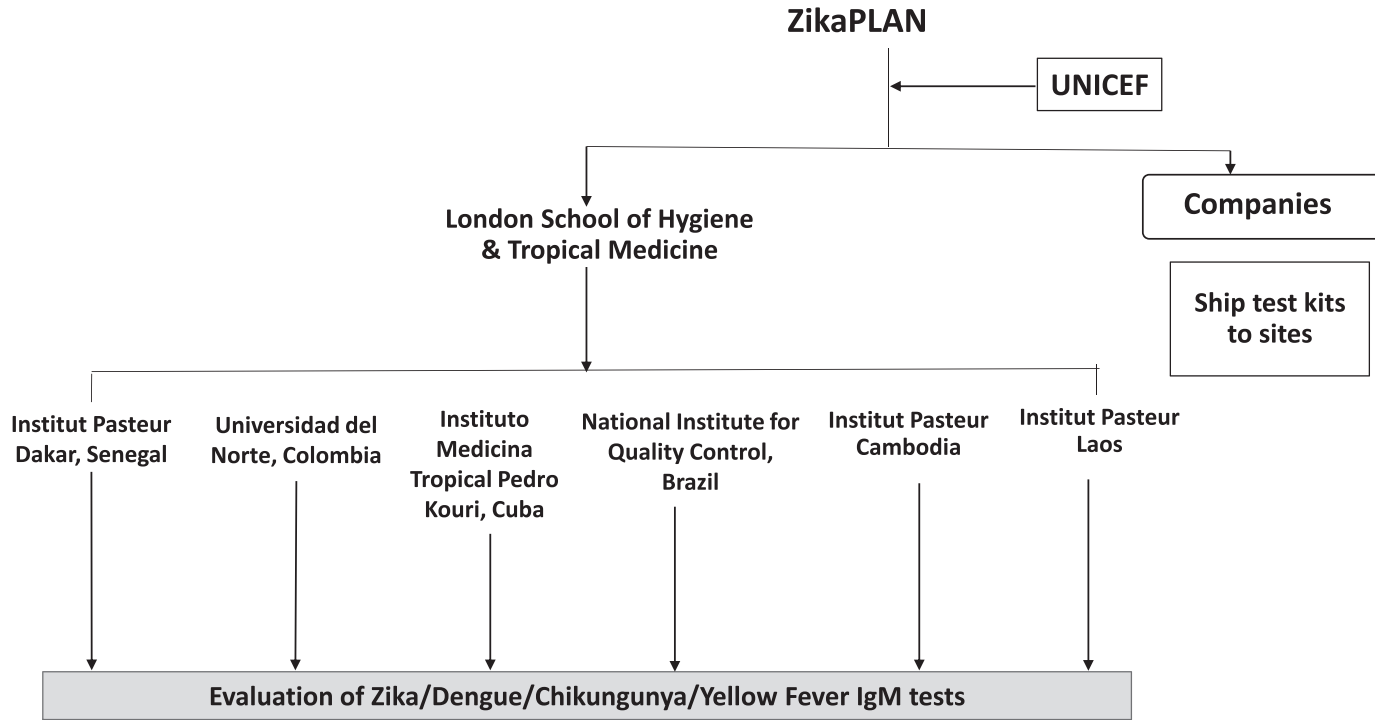 ZikaPLAN
UNICEF
London School of Hygiene
& Tropical Medicine
Companies
Ship test kits
to sites
Institut Pasteur
Dakar, Senegal
Universidad del
Norte, Colombia
Instituto
Medicina
Tropical Pedro
Kouri, Cuba
National Institute for
Quality Control,
Brazil
Institut Pasteur
Cambodia
Institut Pasteur
Laos
Evaluation of Zika/Dengue/Chikungunya/Yellow Fever IgM tests